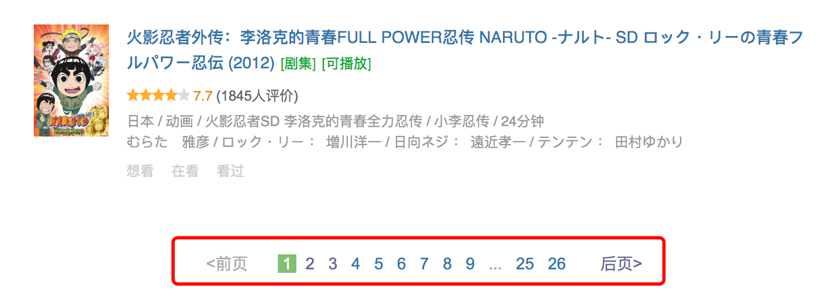 火影忍者外传：李洛克的青春FULL POWER忍传 NARUTO -ナルト- SD ロック・リーの青春フ
ルパワー忍伝 (2012) [剧集] [可播放]
7.7 (1845人评价)
日本 / 动画 / 火影忍者SD 李洛克的青春全力忍传 / 小李忍传 / 24分钟
むらた 雅彦 / ロック・リー： 増川洋一 / 日向ネジ： 遠近孝一 / テンテン： 田村ゆかり
想看 在看 看过
<前页 1 2 3 4 5 6 7 8 9 ... 25 26 后页>